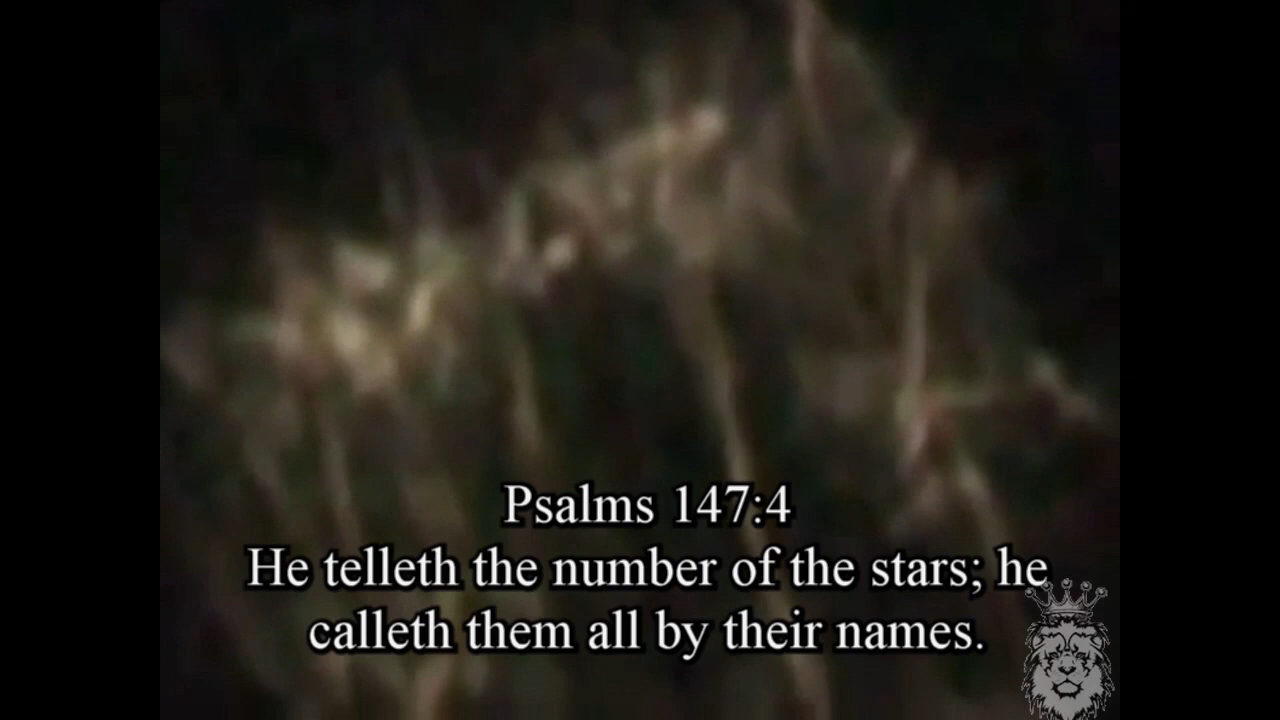 Psalms 147:4
He telleth the number of the stars; he
calleth them all by their names.